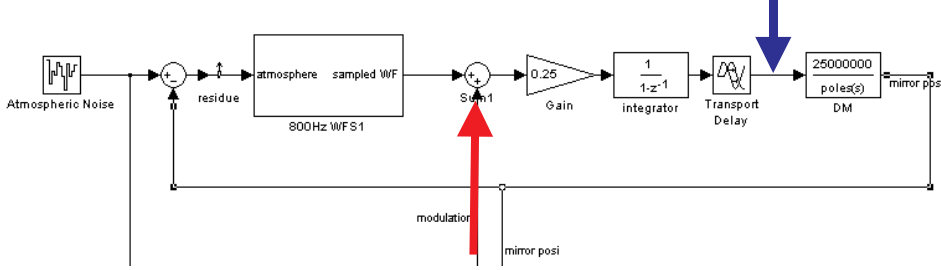 Atmospheric Noise
+
−
residue
atmosphere
sampled WF
800Hz WFS1
+
+
Sum1
0.25
Gain
1
1-z-1
integrator
Transport
Delay
25000000
poles(s)
DM
mirror pos
modulation
mirror posi